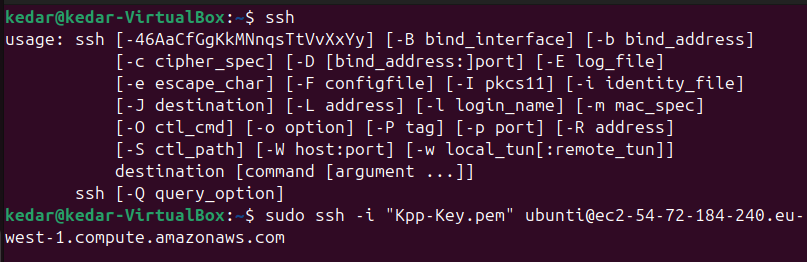 kedar@kedar-VirtualBox:~$ ssh
usage: ssh [-46AaCfGgKkMNnqsTtVvXxYy] [-B bind_interface] [-b bind_address]
           [-c cipher_spec] [-D [bind_address:]port] [-E log_file]
           [-e escape_char] [-F configfile] [-I pkcs11] [-i identity_file]
           [-J destination] [-L address] [-l login_name] [-m mac_spec]
           [-O ctl_cmd] [-o option] [-P tag] [-p port] [-R address]
           [-S ctl_path] [-W host:port] [-w local_tun[:remote_tun]]
           destination [command [argument ...]]
       ssh [-Q query_option]
kedar@kedar-VirtualBox:~$ sudo ssh -i "Kpp-Key.pem" ubunti@ec2-54-72-184-240.eu-
west-1.compute.amazonaws.com